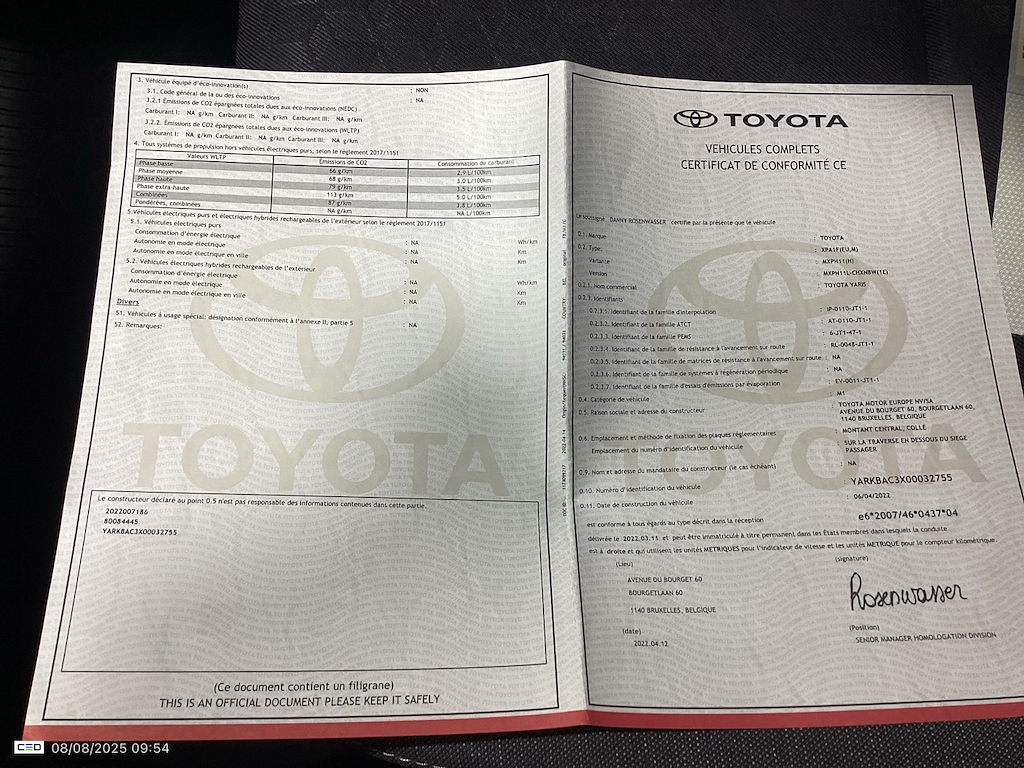 3. Véhicule équipé d'éco-innovation(s) : NON
3.1. Code général de la ou des éco-innovations : NA
3.2.1 Émissions de CO2 épargnées totales dues aux éco-innovations (NEDC)
Carburant I: NA g/km Carburant II: NA g/km Carburant III: NA g/km
3.2.2. Émissions de CO2 épargnées totales dues aux éco-innovations (WLTP)
Carburant I: NA g/km Carburant II: NA g/km Carburant III: NA g/km
4. Tous systèmes de propulsion hors véhicules électriques purs, selon le règlement 2017/1151
Valeurs WLTP Émissions de CO2 Consommation de carburant
Phase basse 66 g/km 2.9 L/100km
Phase moyenne 68 g/km 3.0 L/100km
Phase haute 79 g/km 3.5 L/100km
Phase extra-haute 113 g/km 5.0 L/100km
Combinées 87 g/km 3.8 L/100km
Pondérées, combinées NA g/km NA L/100km
5.Véhicules électriques purs et électriques hybrides rechargeables de l'extérieur selon le règlement 2017/1151
5.1. Véhicules électriques purs
Consommation d'énergie électrique : NA Wh/km
Autonomie en mode électrique : NA Km
Autonomie en mode électrique en ville : NA Km
5.2. Véhicules électriques hybrides rechargeables de l'extérieur
Consommation d'énergie électrique : NA Wh/km
Autonomie en mode électrique : NA Km
Autonomie en mode électrique en ville : NA Km
Divers
51. Véhicules à usage spécial: désignation conformément à l'annexe II, partie 5 : NA
52. Remarques:
TOYOTA
Le constructeur déclaré au point 0.5 n'est pas responsable des informations contenues dans cette partie.
2022007186
80084445
YARKBAC3X00032755
(Ce document contient un filigrane)
THIS IS AN OFFICIAL DOCUMENT PLEASE KEEP IT SAFELY
TOYOTA
VEHICULES COMPLETS
CERTIFICAT DE CONFORMITÉ CE
Le soussigné DANNY ROSENWASSER certifie par la présente que le véhicule
0.1. Marque : TOYOTA
0.2. Type: : XPA1F(EU,M)
Variante : MXPH11(H)
Version : MXPH11L-CHXNBW(1E)
0.2.1. Nom commercial : TOYOTA YARIS
0.2.3. Identifiants
0.2.3.1. Identifiant de la famille d'interpolation : IP-0110-JT1-1
0.2.3.2. Identifiant de la famille ATCT : AT-0110-JT1-1
0.2.3.3. Identifiant de la famille PEMS : 6-JT1-47-1
0.2.3.4. Identifiant de la famille de résistance à l'avancement sur route : RL-0048-JT1-1
0.2.3.5. Identifiant de la famille de matrices de résistance à l'avancement sur route : NA
0.2.3.6. Identifiant de la famille de systèmes à régénération périodique : NA
0.2.3.7. Identifiant de la famille d'essais d'émissions par évaporation : EV-0011-JT1-1
0.4. Catégorie de véhicule : M1
0.5. Raison sociale et adresse du constructeur : TOYOTA MOTOR EUROPE NV/SA
AVENUE DU BOURGET 60, BOURGETLAAN 60,
1140 BRUXELLES, BELGIQUE
0.6. Emplacement et méthode de fixation des plaques réglementaires : MONTANT CENTRAL, COLLÉ
Emplacement du numéro d'identification du véhicule : SUR LA TRAVERSE EN DESSOUS DU SIEGE
PASSAGER
0.9. Nom et adresse du mandataire du constructeur (le cas échéant) : NA
0.10. Numéro d'identification du véhicule : YARKBAC3X00032755
0.11. Date de construction du véhicule : 06/04/2022
est conforme à tous égards au type décrit dans la réception e6*2007/46*0437*04
délivrée le 2022.03.11 et peut être immatriculé à titre permanent dans les États membres dans lesquels la conduite
est à droite et qui utilisent les unités METRIQUES pour l'indicateur de vitesse et les unités METRIQUE pour le compteur kilométrique.
(Lieu) (signature)
AVENUE DU BOURGET 60
BOURGETLAAN 60 Rosenwasser
1140 BRUXELLES, BELGIQUE
(date) (Position)
2022.04.12 SENIOR MANAGER HOMOLOGATION DIVISION
CEO 08/08/2025 09:54